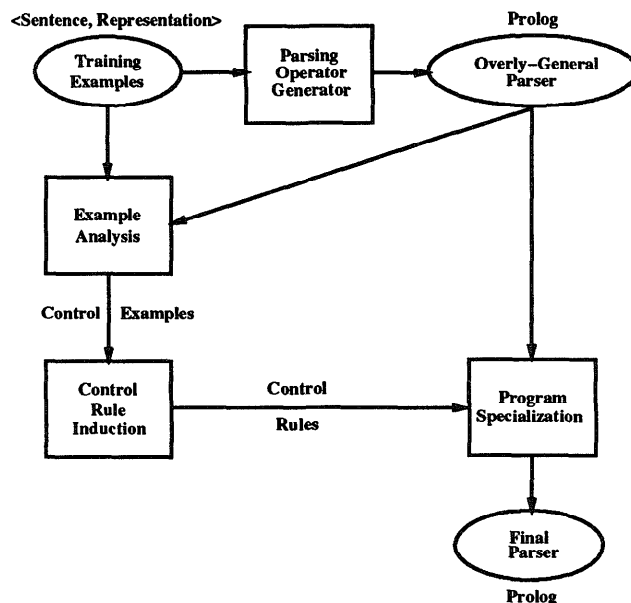 <Sentence, Representation>
Prolog
Training
Examples
Parsing
Operator
Generator
Overly-General
Parser
Example
Analysis
Control Examples
Control
Rule
Induction
Control
Rules
Program
Specialization
Final
Parser
Prolog